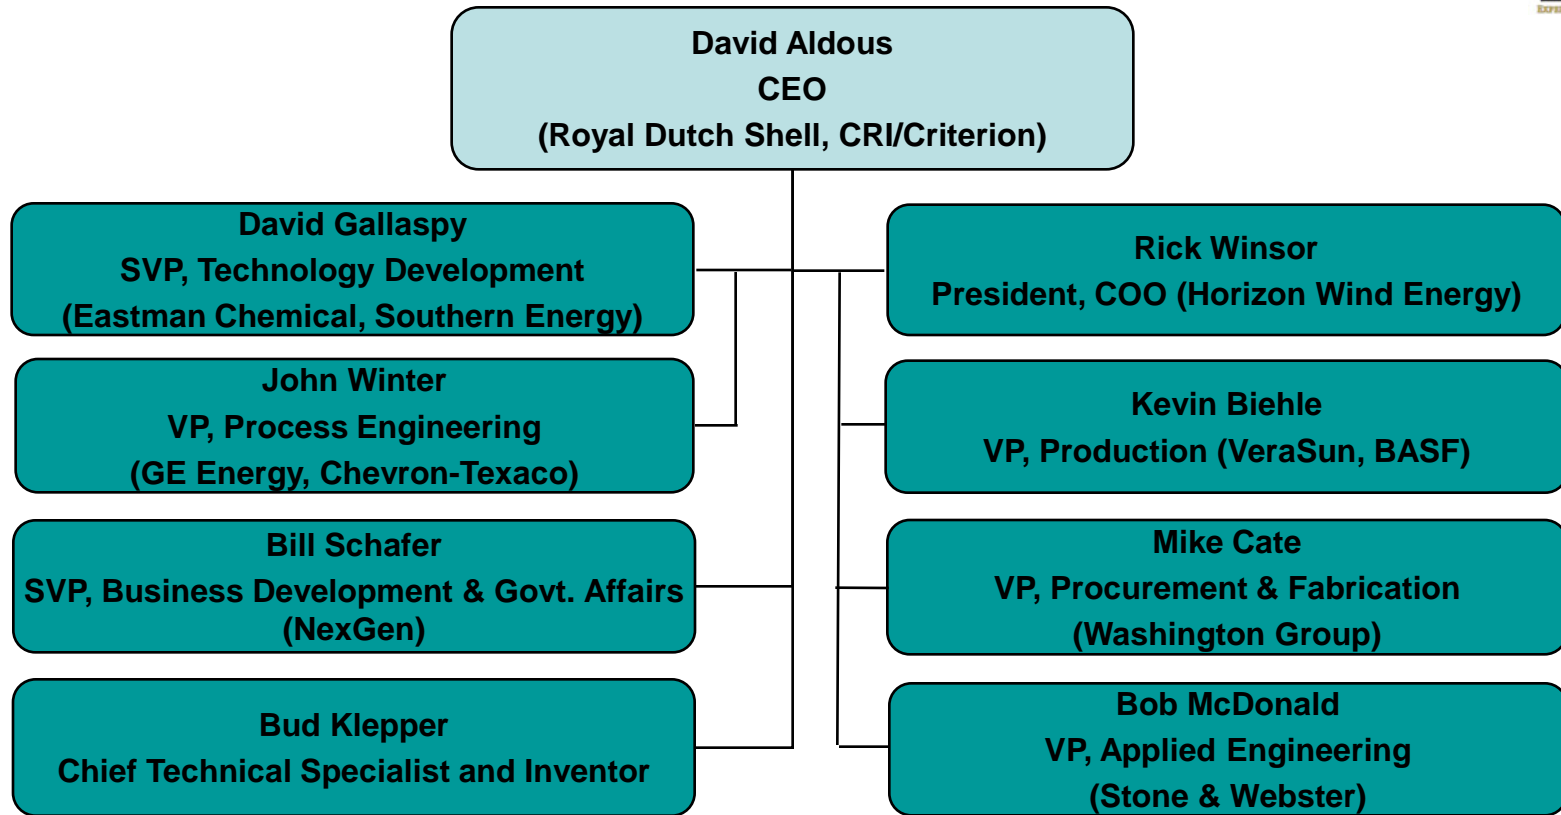 David Aldous
CEO
(Royal Dutch Shell, CRI/Criterion)
David Gallaspy
SVP, Technology Development
(Eastman Chemical, Southern Energy)
Rick Winsor
President, COO (Horizon Wind Energy)
John Winter
VP, Process Engineering
(GE Energy, Chevron-Texaco)
Kevin Biehle
VP, Production (VeraSun, BASF)
Bill Schafer
SVP, Business Development & Govt. Affairs
(NexGen)
Mike Cate
VP, Procurement & Fabrication
(Washington Group)
Bud Klepper
Chief Technical Specialist and Inventor
Bob McDonald
VP, Applied Engineering
(Stone & Webster)